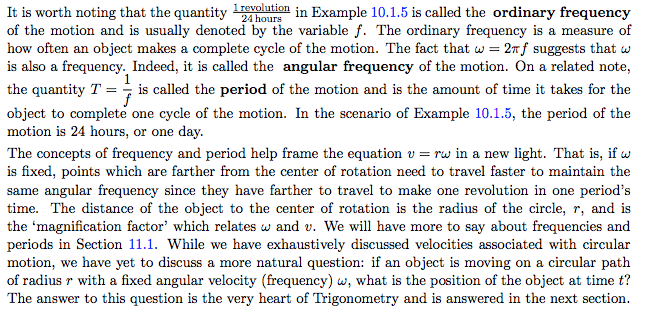 It is worth noting that the quantity 1 revolution/24 hours in Example 10.1.5 is called the ordinary frequency
of the motion and is usually denoted by the variable f. The ordinary frequency is a measure of
how often an object makes a complete cycle of the motion. The fact that ω = 2πf suggests that ω
is also a frequency. Indeed, it is called the angular frequency of the motion. On a related note,
the quantity T = 1/f is called the period of the motion and is the amount of time it takes for the
object to complete one cycle of the motion. In the scenario of Example 10.1.5, the period of the
motion is 24 hours, or one day.
The concepts of frequency and period help frame the equation v = rω in a new light. That is, if ω
is fixed, points which are farther from the center of rotation need to travel faster to maintain the
same angular frequency since they have farther to travel to make one revolution in one period's
time. The distance of the object to the center of rotation is the radius of the circle, r, and is
the ‘magnification factor’ which relates ω and v. We will have more to say about frequencies and
periods in Section 11.1. While we have exhaustively discussed velocities associated with circular
motion, we have yet to discuss a more natural question: if an object is moving on a circular path
of radius r with a fixed angular velocity (frequency) ω, what is the position of the object at time t?
The answer to this question is the very heart of Trigonometry and is answered in the next section.